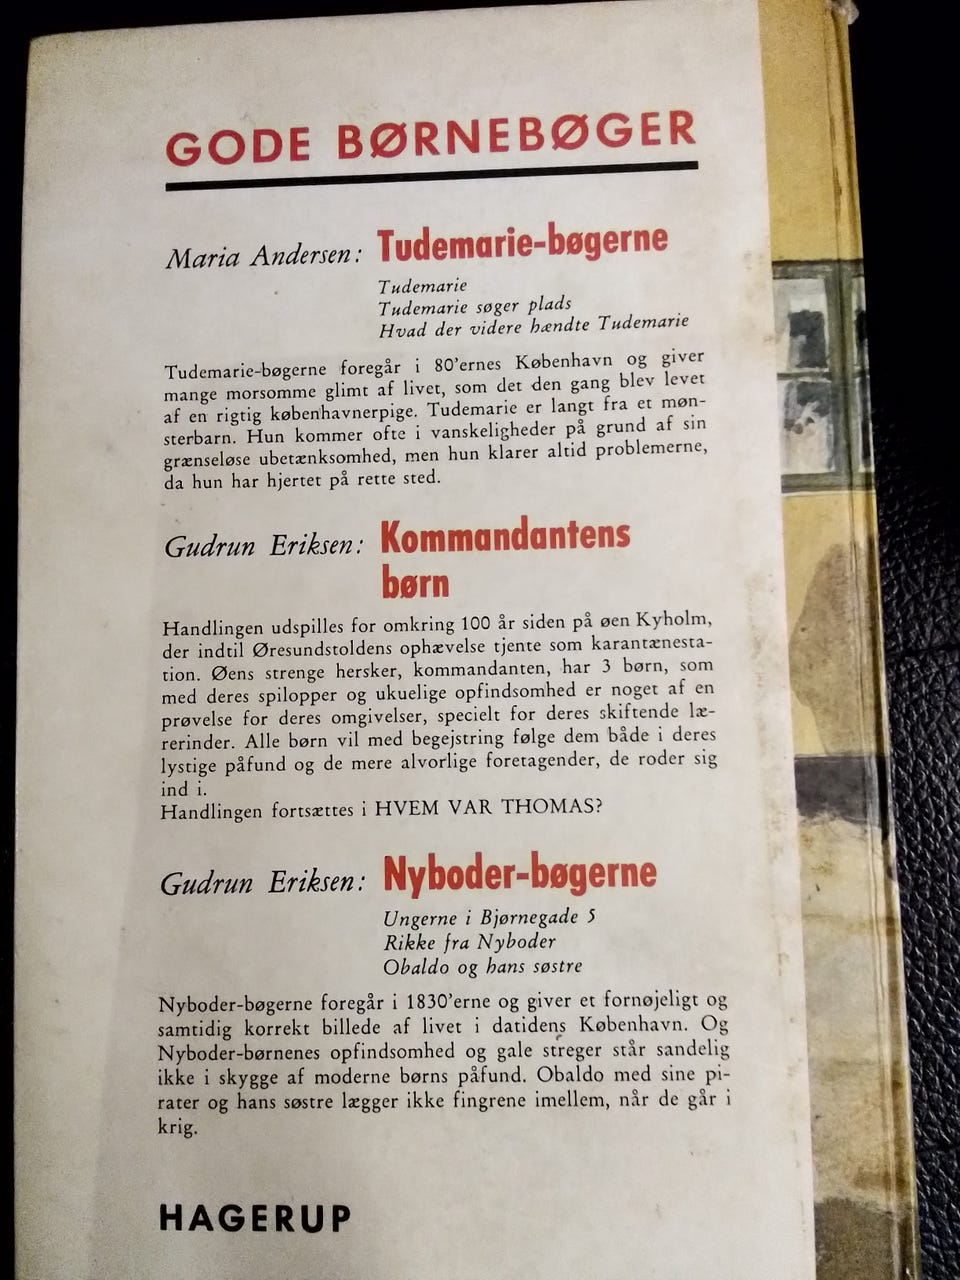 GODE BØRNEBØGER
Maria Andersen: Tudemarie-bøgerne
Tudemarie
Tudemarie søger plads
Hvad der videre hændte Tudemarie
Tudemarie-bøgerne foregår i 80'ernes København og giver
mange morsomme glimt af livet, som det den gang blev levet
af en rigtig københavnerpige. Tudemarie er langt fra et møn-
sterbarn. Hun kommer ofte i vanskeligheder på grund af sin
grænseløse ubetænksomhed, men hun klarer altid problemerne,
da hun har hjertet på rette sted.
Gudrun Eriksen: Kommandantens
børn
Handlingen udspilles for omkring 100 år siden på øen Kyholm,
der indtil Øresundstoldens ophævelse tjente som karantænesta-
tion. Øens strenge hersker, kommandanten, har 3 børn, som
med deres spilopper og ukuelige opfindsomhed er noget af en
prøvelse for deres omgivelser, specielt for deres skiftende læ-
rerinder. Alle børn vil med begejstring følge dem både i deres
lystige påfund og de mere alvorlige foretagender, de roder sig
ind i.
Handlingen fortsættes i HVEM VAR THOMAS?
Gudrun Eriksen: Nyboder-bøgerne
Ungerne i Bjørnegade 5
Rikke fra Nyboder
Obaldo og hans søstre
Nyboder-bøgerne foregår i 1830'erne og giver et fornøjeligt og
samtidig korrekt billede af livet i datidens København. Og
Nyboder-børnenes opfindsomhed og gale streger står sandelig
ikke i skygge af moderne børns påfund. Obaldo med sine pi-
rater og hans søstre lægger ikke fingrene imellem, når de går i
krig.
HAGERUP